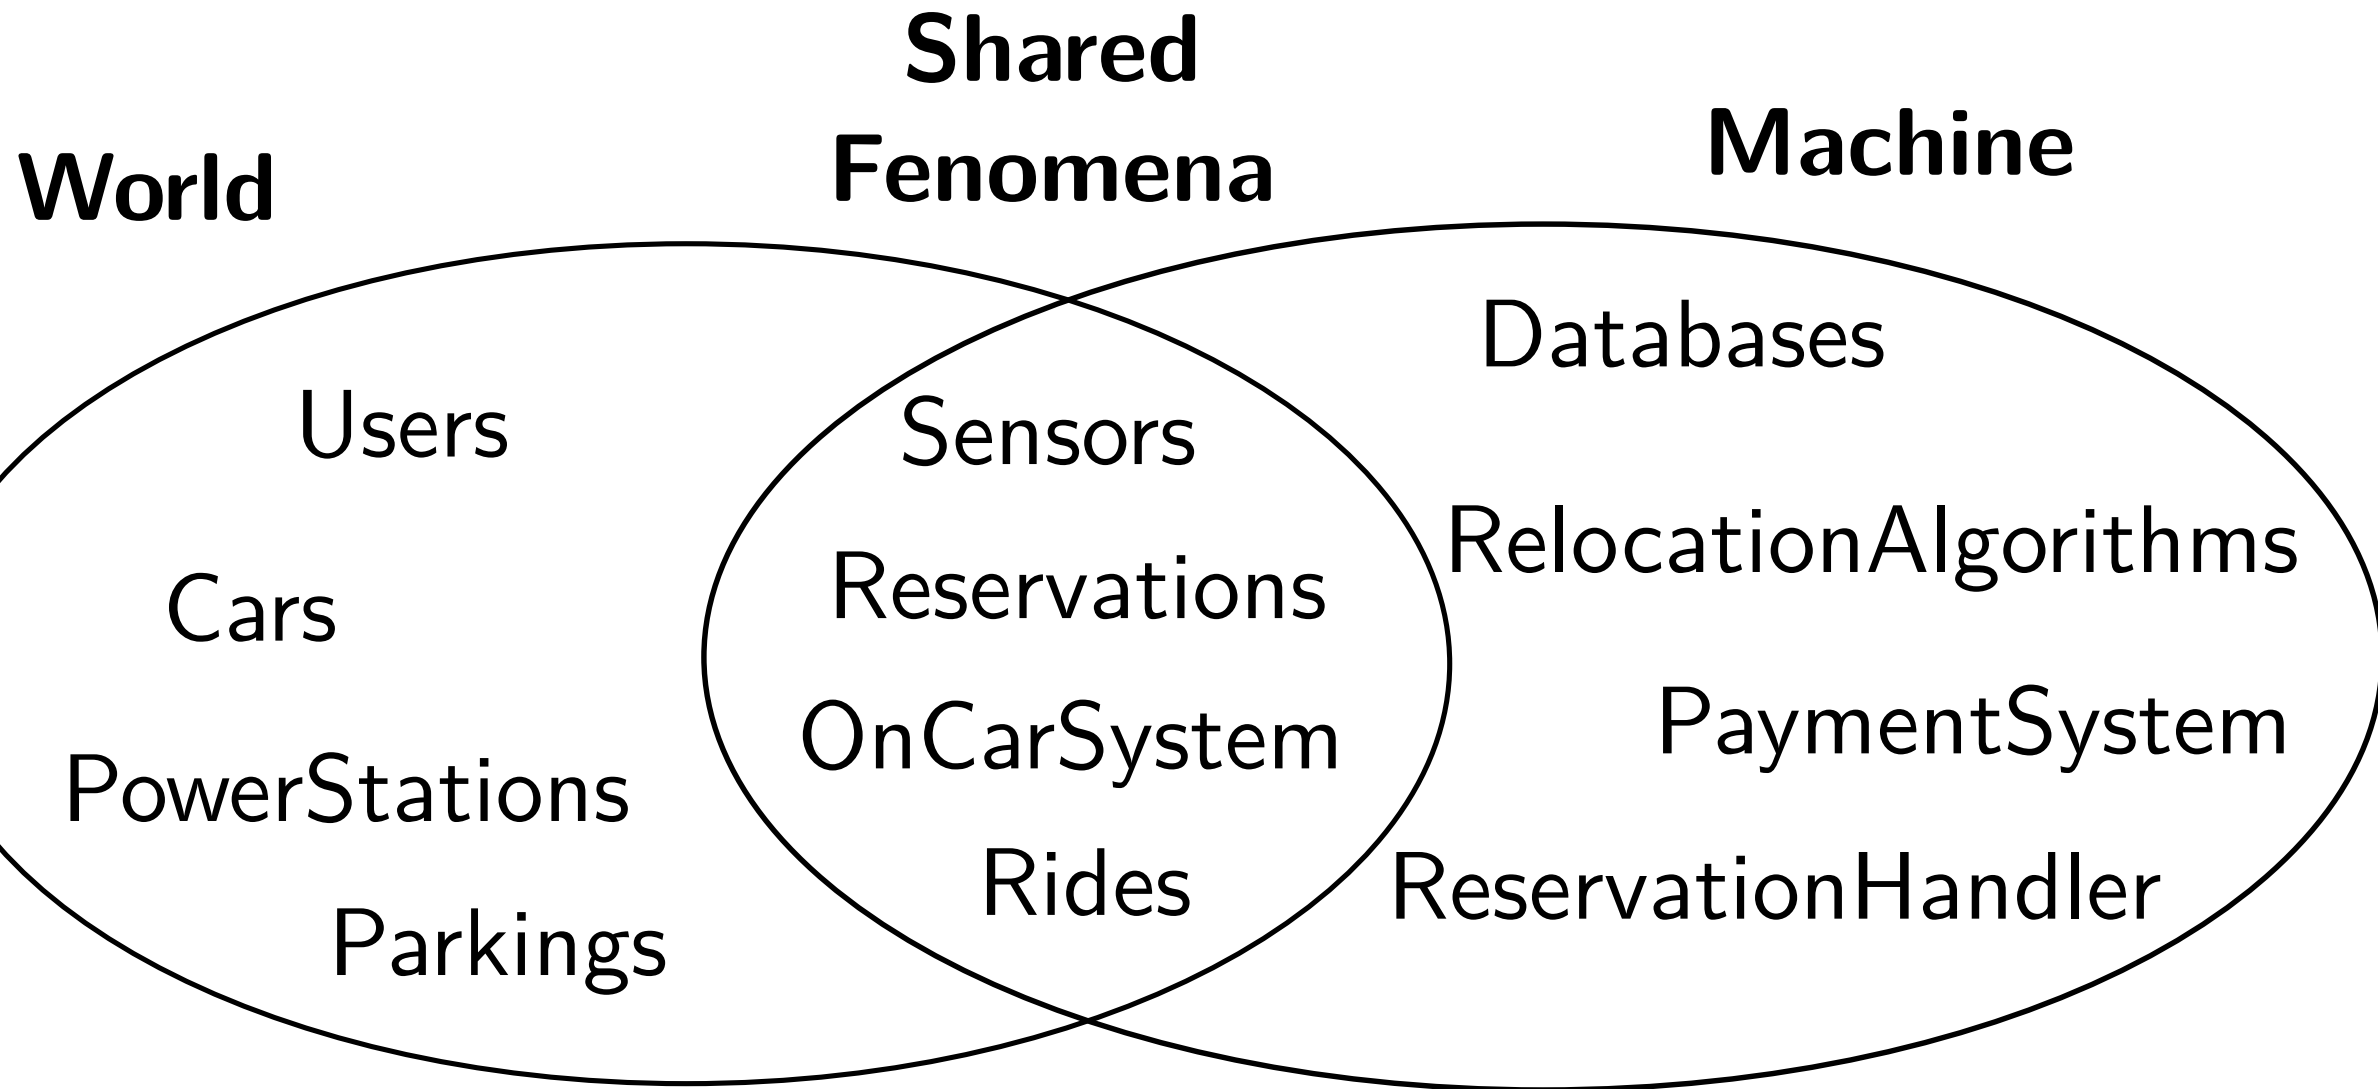 Shared
Fenomena
World
Machine
Users
Cars
PowerStations
Parkings
Sensors
Reservations
OnCarSystem
Rides
Databases
RelocationAlgorithms
PaymentSystem
ReservationHandler